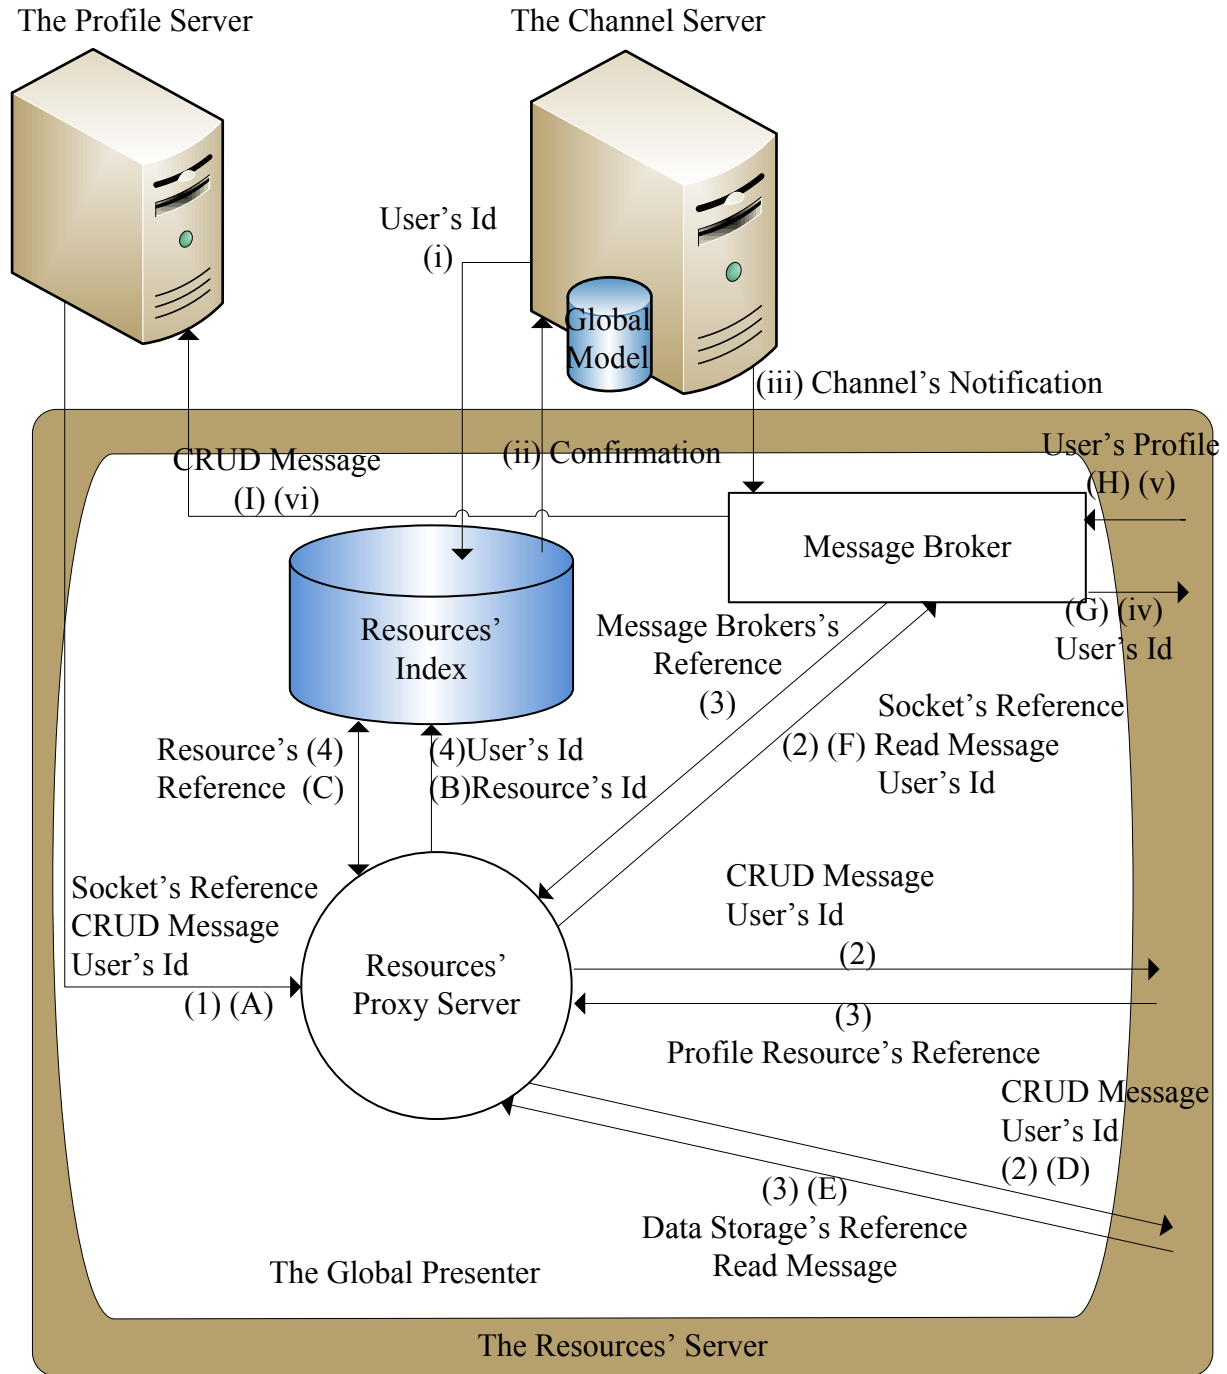 The Profile Server
The Channel Server
User’s Id
(i)
Global
Model
(iii) Channel’s Notification
CRUD Message
(I) (vi)
(ii) Confirmation
User’s Profile
(H) (v)
Message Broker
(G) (iv)
User’s Id
Resources’
Index
Message Brokers’s
Reference
(3)
Socket’s Reference
(2) (F) Read Message
User’s Id
Resource’s (4)
Reference (C)
(4)User’s Id
(B)Resource’s Id
Socket’s Reference
CRUD Message
User’s Id
(1) (A)
Resources’
Proxy Server
CRUD Message
User’s Id
(2)
(3)
Profile Resource’s Reference
CRUD Message
User’s Id
(2) (D)
(3) (E)
Data Storage’s Reference
Read Message
The Global Presenter
The Resources’ Server